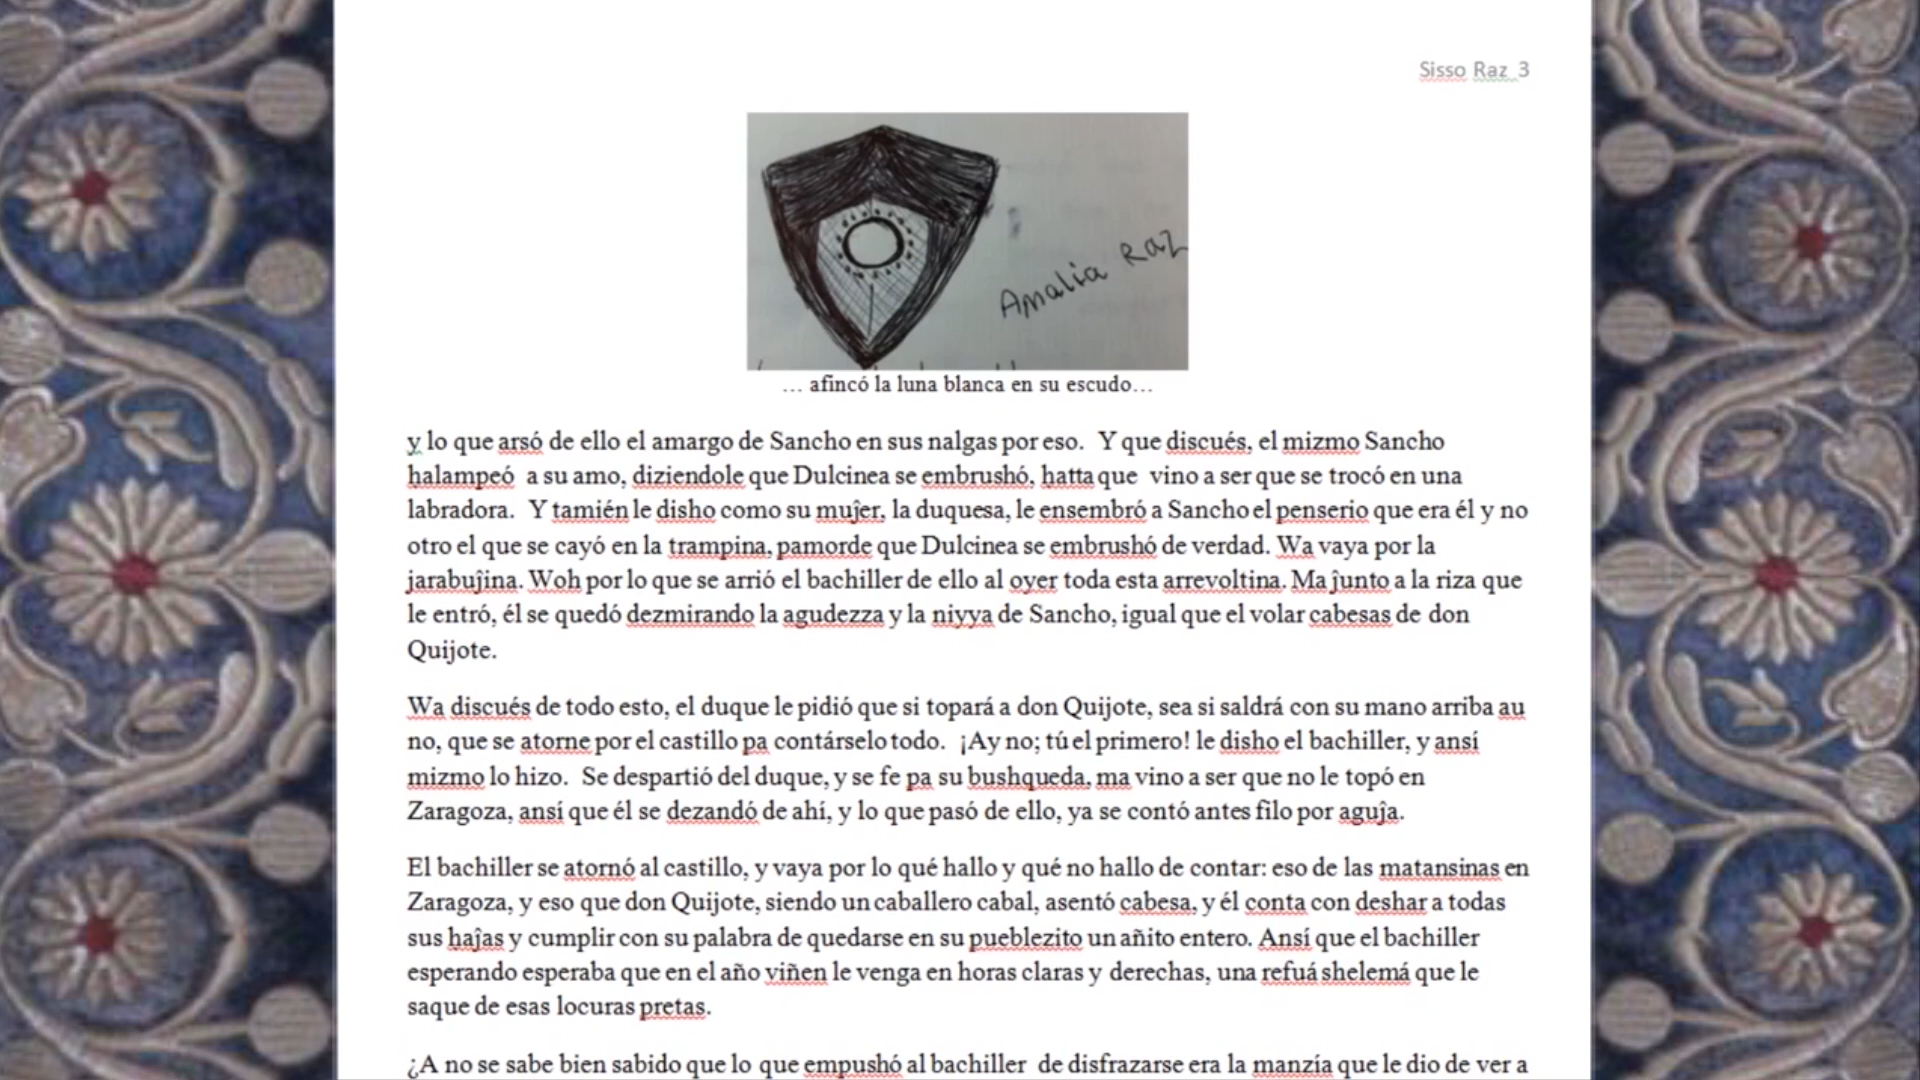 Sisso Raz 3
Amalia Raz
… afincó la luna blanca en su escudo…
y lo que arsó de ello el amargo de Sancho en sus nalgas por eso. Y que discués, el mizmo Sancho
halampeó a su amo, diziendole que Dulcinea se embrushó, hatta que vino a ser que se trocó en una
labradora. Y tamién le disho como su muĵer, la duquesa, le ensembró a Sancho el penserio que era él y no
otro el que se cayó en la trampina, pamorde que Dulcinea se embrushó de verdad. Wa vaya por la
jarabuĵina. Woh por lo que se arrió el bachiller de ello al oyer toda esta arrevoltina. Ma ĵunto a la riza que
le entró, él se quedó dezmirando la agudezza y la niyya de Sancho, igual que el volar cabesas de don
Quijote.
Wa discués de todo esto, el duque le pidió que si topará a don Quijote, sea si saldrá con su mano arriba au
no, que se atorne por el castillo pa contárselo todo. ¡Ay no; tú el primero! le disho el bachiller, y ansí
mizmo lo hizo. Se despartió del duque, y se fe pa su bushqueda, ma vino a ser que no le topó en
Zaragoza, ansí que él se dezandó de ahí, y lo que pasó de ello, ya se contó antes filo por aguĵa.
El bachiller se atornó al castillo, y vaya por lo qué hallo y qué no hallo de contar: eso de las matansinas en
Zaragoza, y eso que don Quijote, siendo un caballero cabal, asentó cabesa, y él conta con deshar a todas
sus haĵas y cumplir con su palabra de quedarse en su pueblezito un añito entero. Ansí que el bachiller
esperando esperaba que en el año viñen le venga en horas claras y derechas, una refuá shelemá que le
saque de esas locuras pretas.
¿A no se sabe bien sabido que lo que empushó al bachiller de disfrazarse era la manzía que le dio de ver a